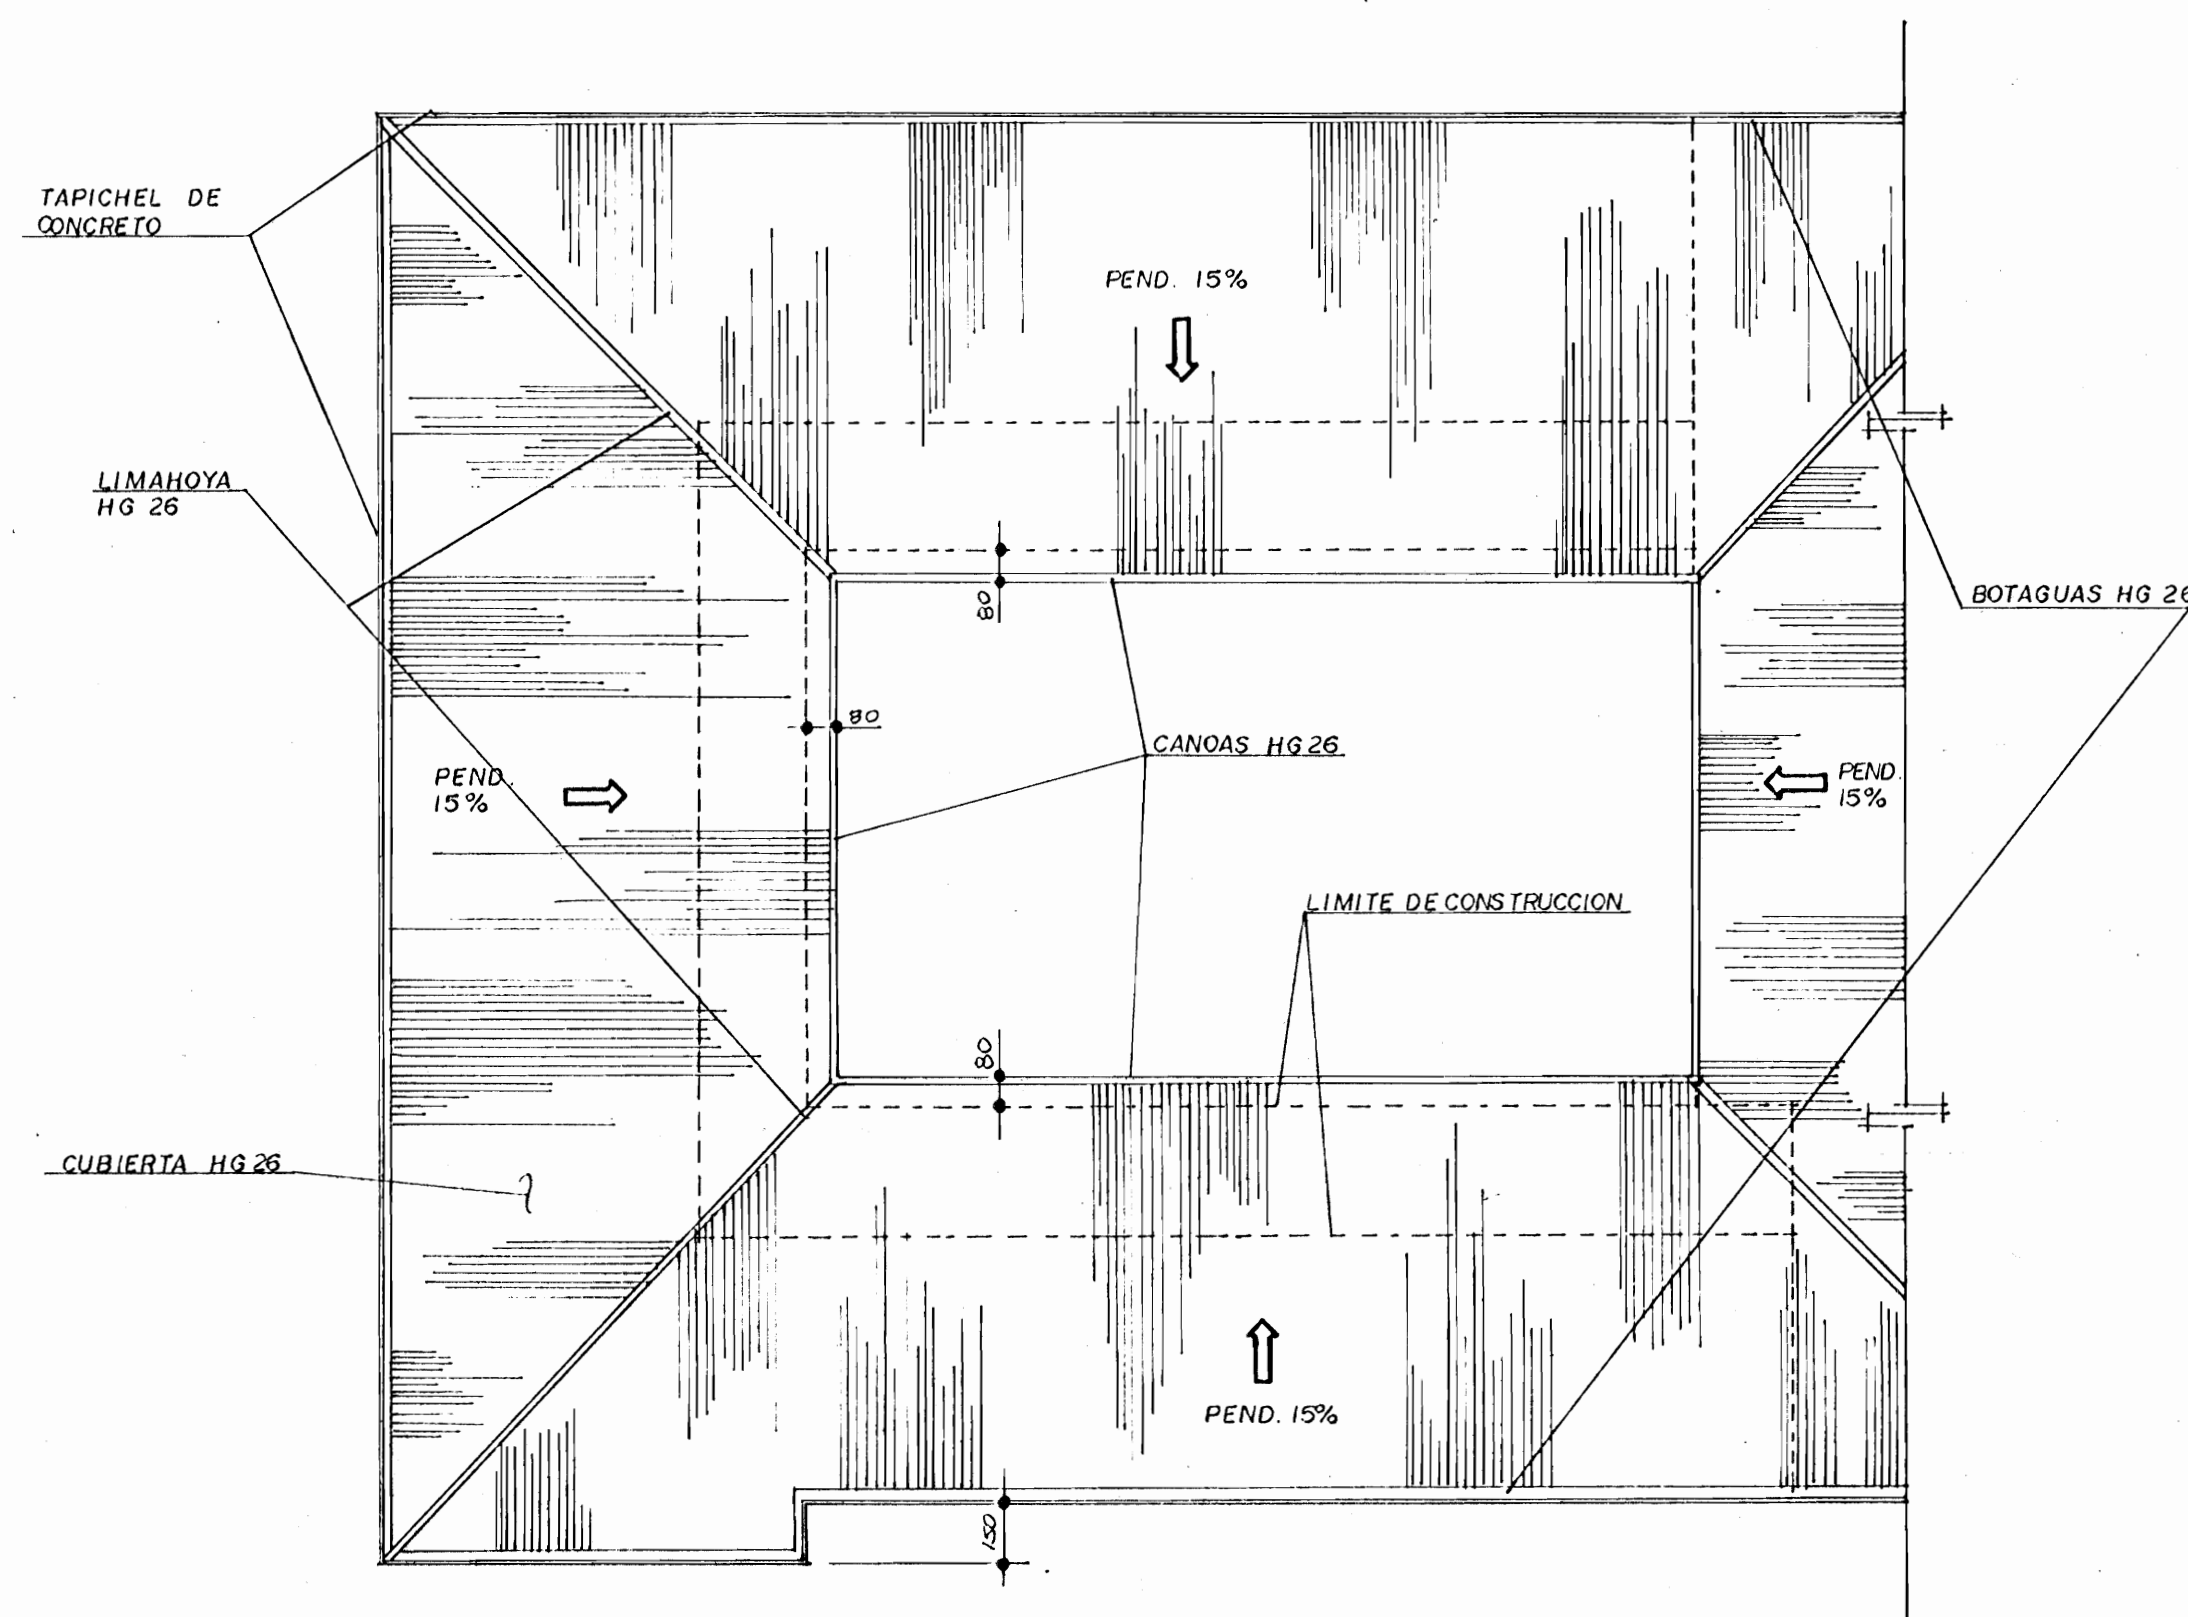 TAPICHEL DE
CONCRETO
PEND. 15%
LIMAHOYA
HG 26
BOTAGUAS HG 26
80
80
CANOAS HG 26
PEND.
15%
PEND.
15%
LIMITE DE CONSTRUCCION
80
CUBIERTA HG 26
PEND. 15%
150